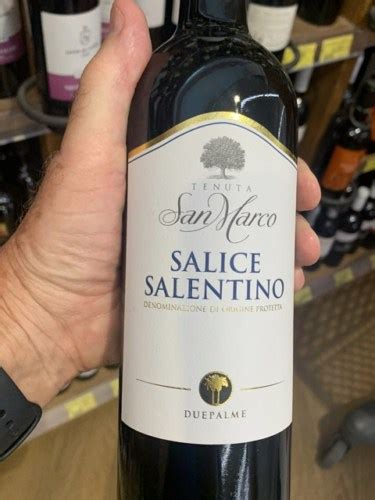 TENUTA
San Marco
SALICE
SALENTINO
DENOMINAZIONE DI ORIGINE PROTETTA
DUEPALME